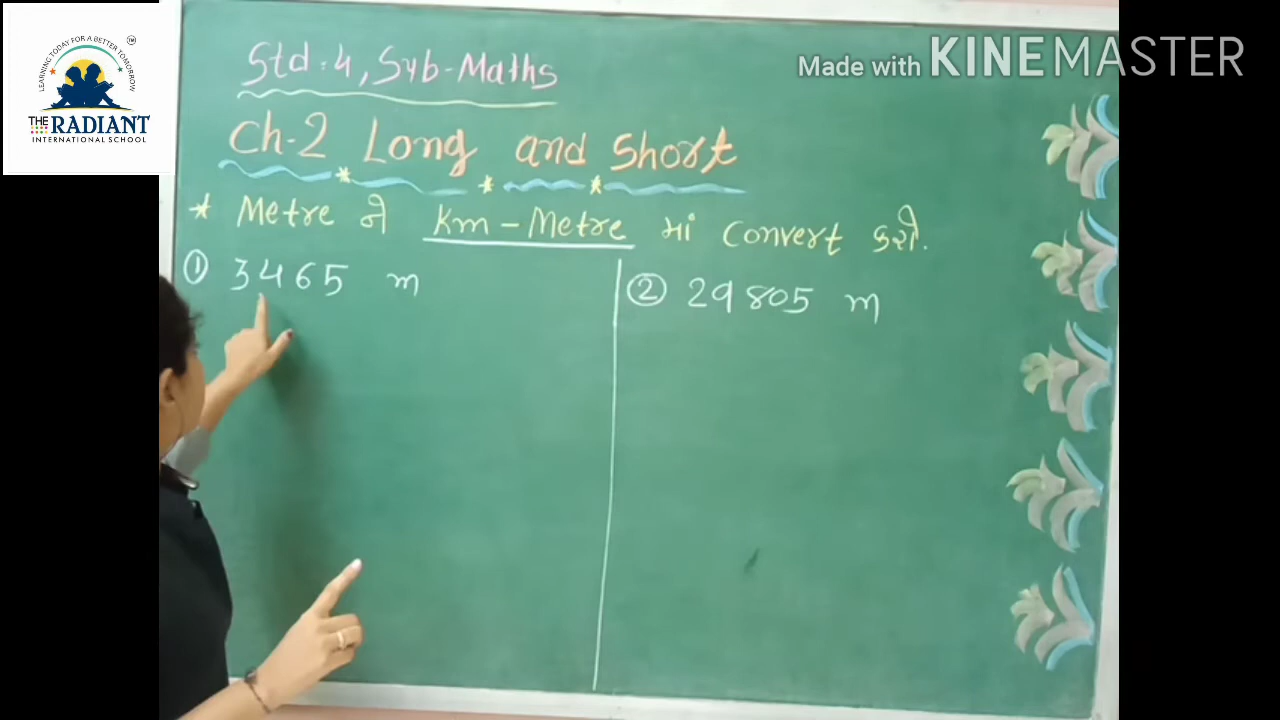 LEARNING TODAY FOR A BETTER TOMORROW
TM
THE RADIANT
INTERNATIONAL SCHOOL
Made with KINEMASTER
Std : 4, Sub - Maths
Ch-2 Long and Short
* Metre ને Km - Metre માં Convert કરો.
① 3465 m
② 29805 m